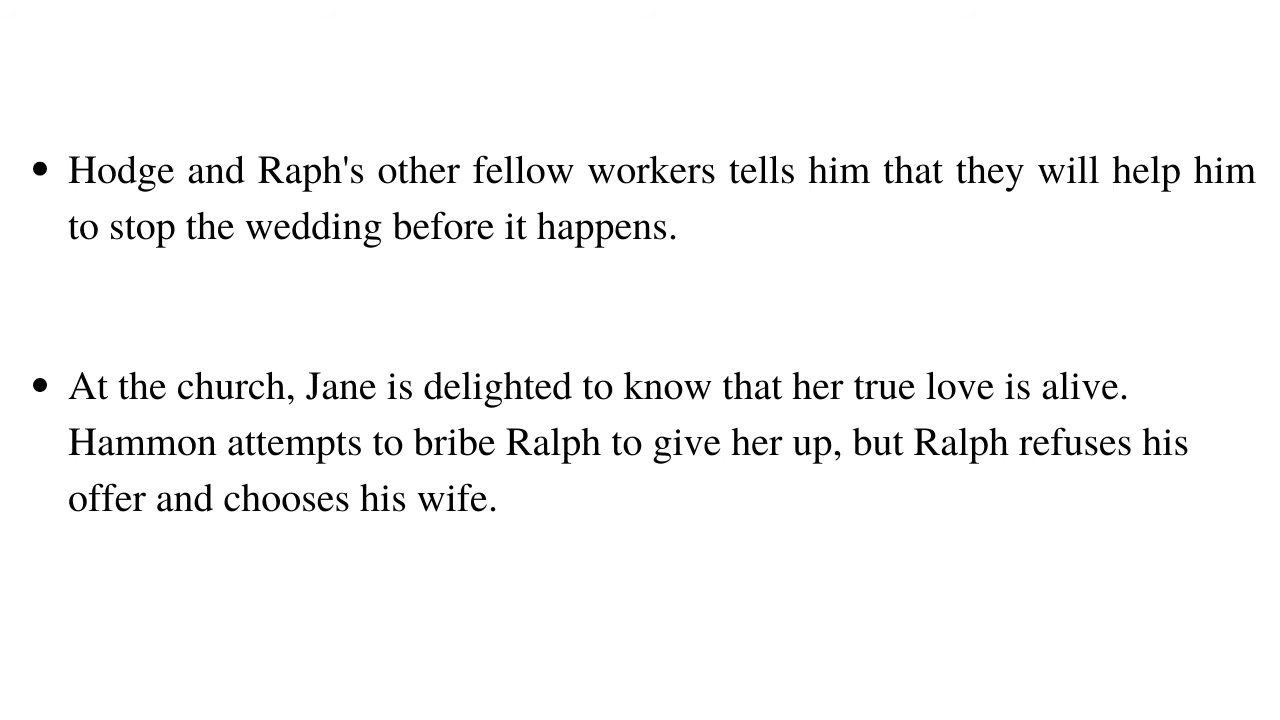 • Hodge and Raph's other fellow workers tells him that they will help him
to stop the wedding before it happens.
• At the church, Jane is delighted to know that her true love is alive.
Hammon attempts to bribe Ralph to give her up, but Ralph refuses his
offer and chooses his wife.